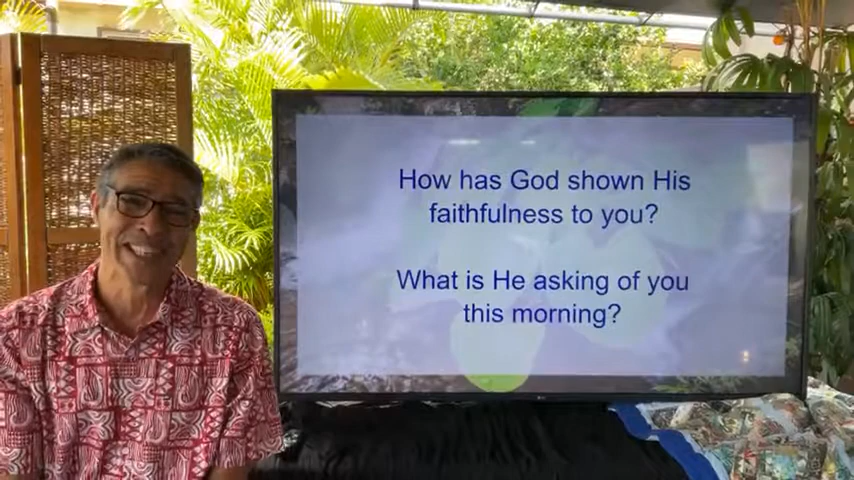 How has God shown His
faithfulness to you?
What is He asking of you
this morning?